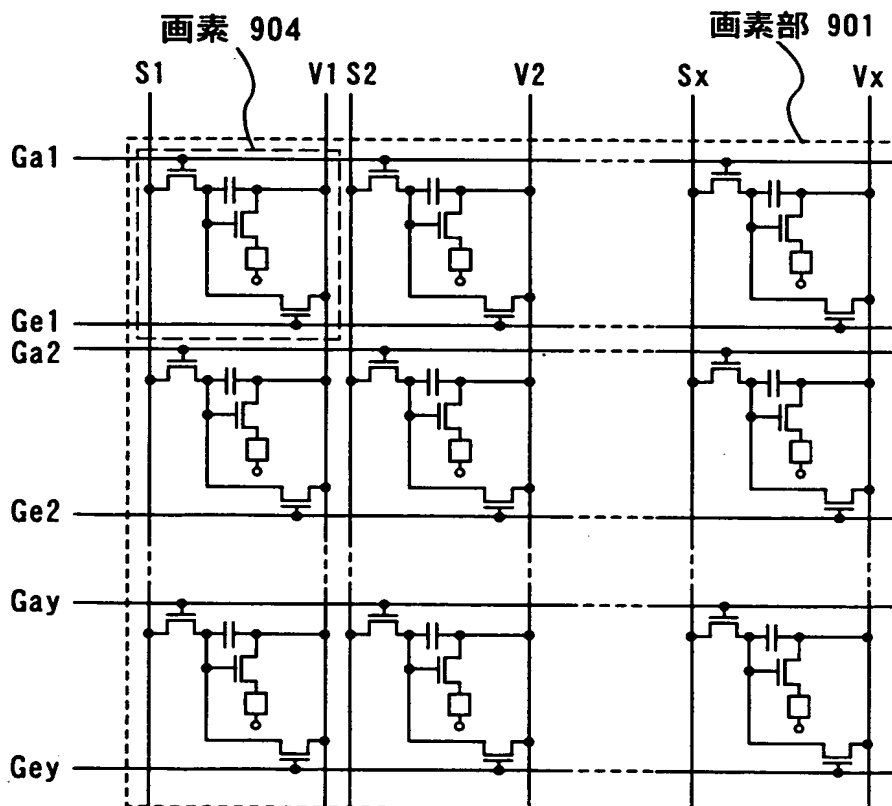 画素 904
画素部 901
S1 V1 S2 V2 Sx Vx
Ga1
Ge1
Ga2
Ge2
Gay
Gey